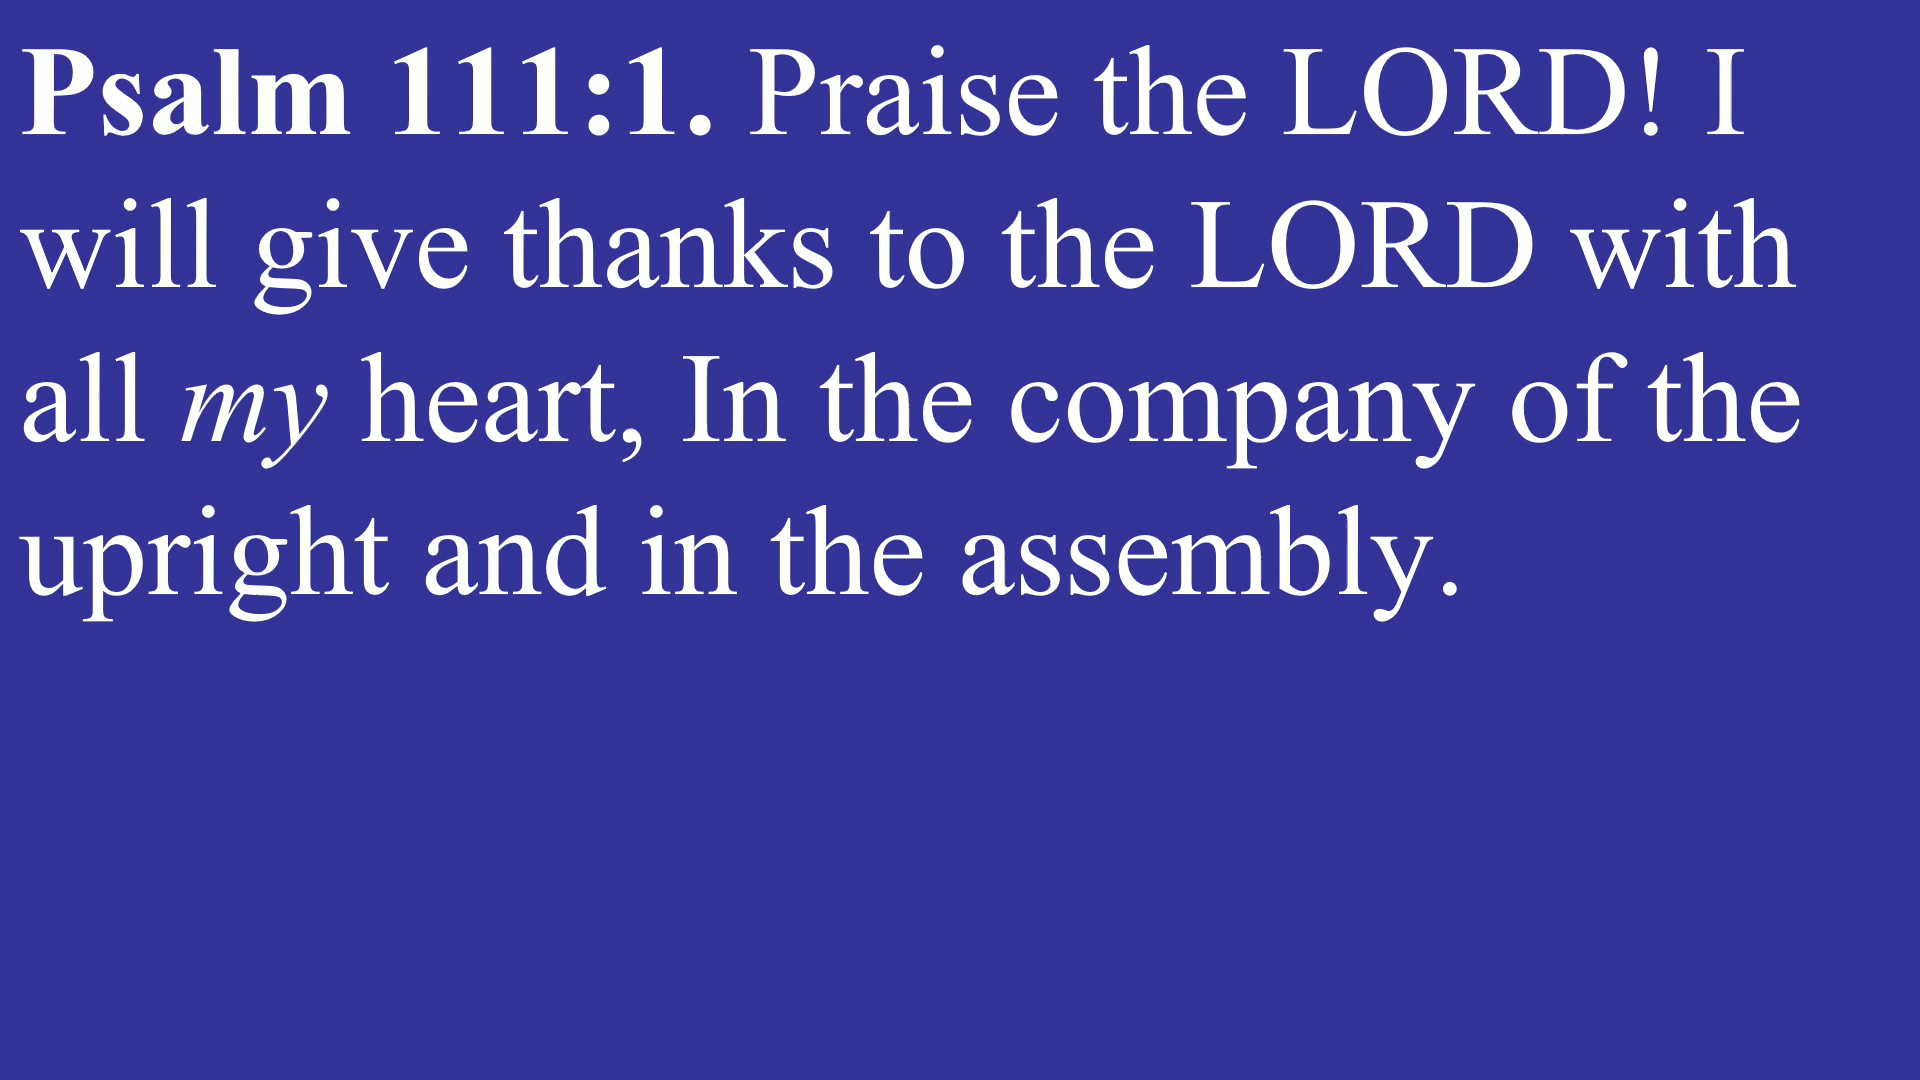 Psalm 111:1. Praise the LORD! I
will give thanks to the LORD with
all my heart, In the company of the
upright and in the assembly.